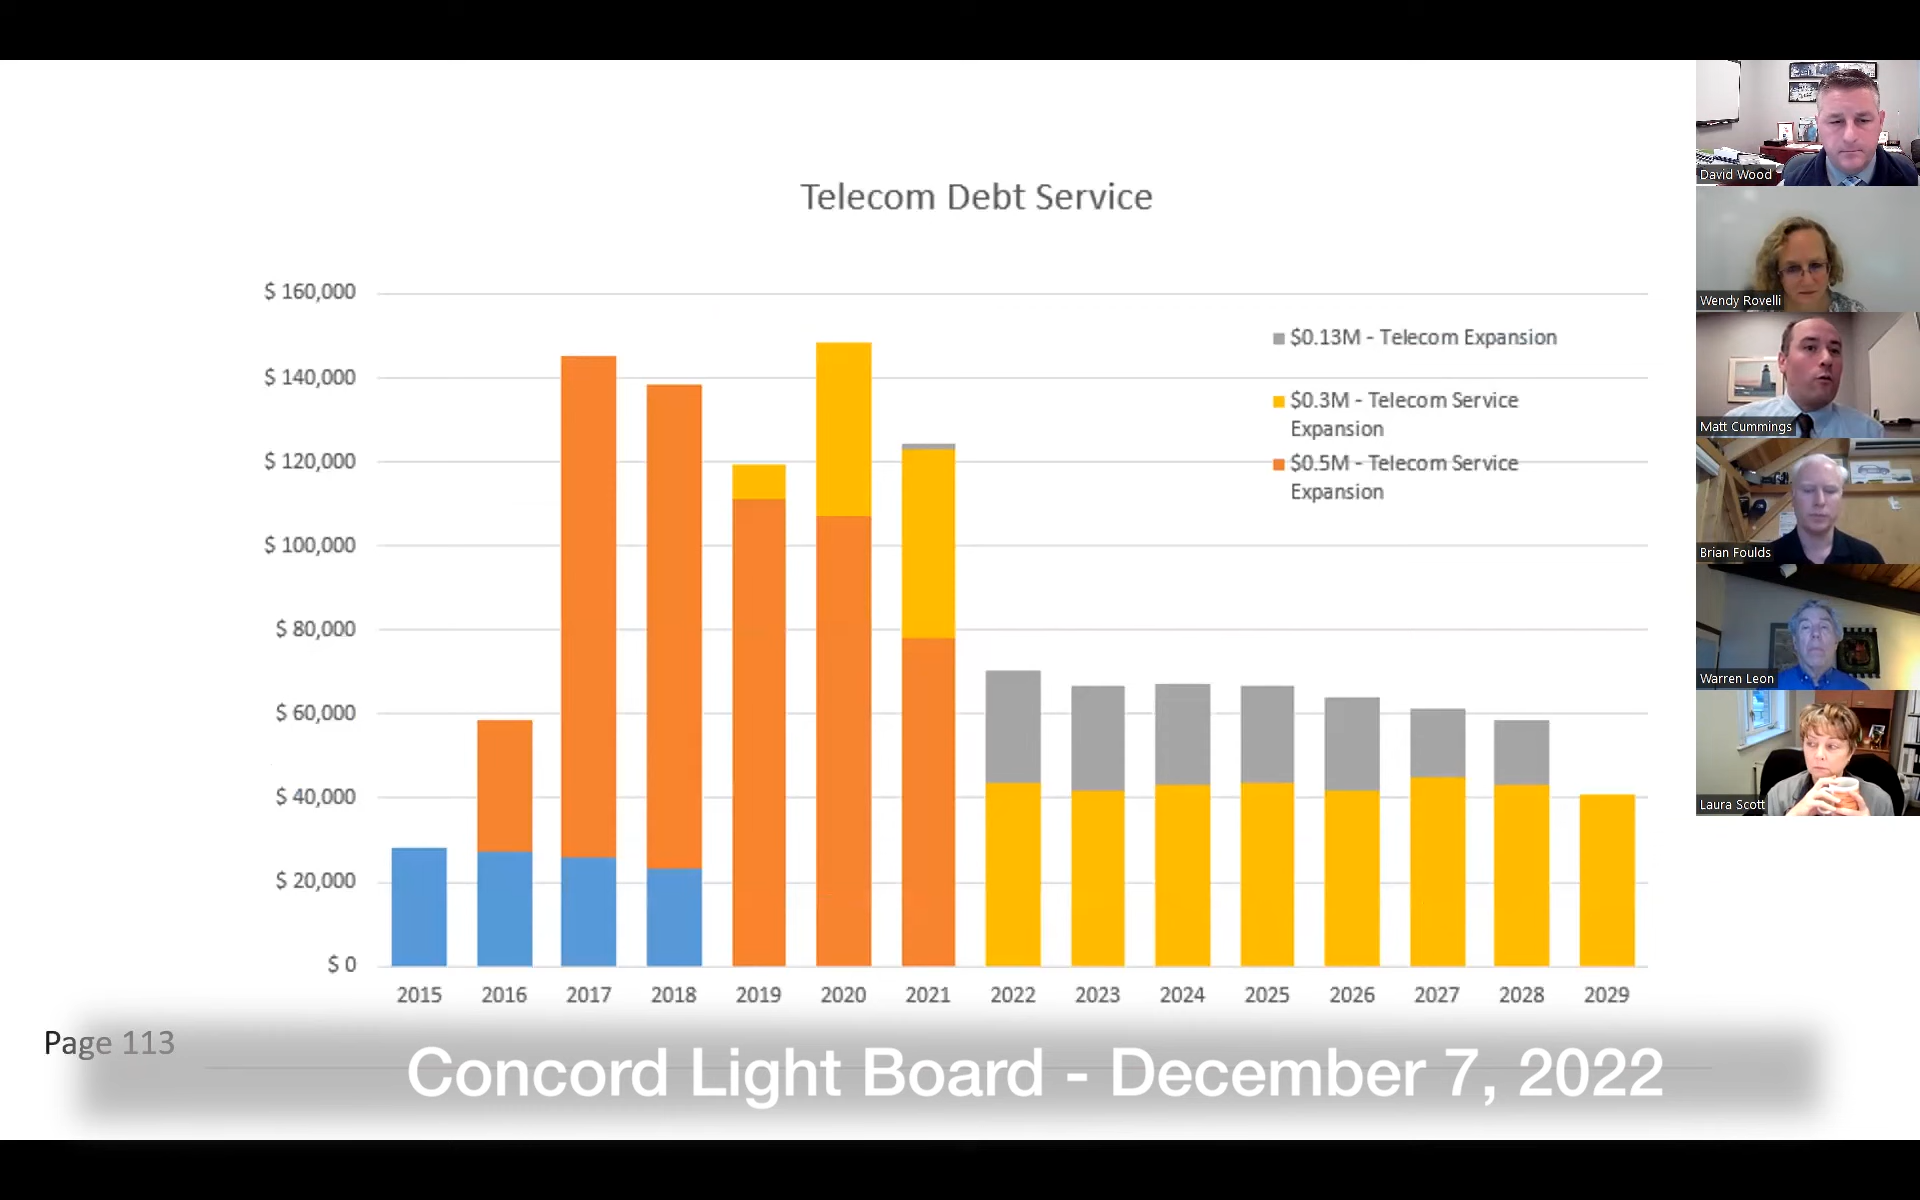 Telecom Debt Service
$ 160,000
$ 140,000
$ 120,000
$ 100,000
$ 80,000
$ 60,000
$ 40,000
$ 20,000
$ 0
$0.13M - Telecom Expansion
$0.3M - Telecom Service
Expansion
$0.5M - Telecom Service
Expansion
2015 2016 2017 2018 2019 2020 2021 2022 2023 2024 2025 2026 2027 2028 2029
Page 113
Concord Light Board - December 7, 2022
David Wood
Wendy Rovelli
Matt Cummings
Brian Foulds
Warren Leon
Laura Scott